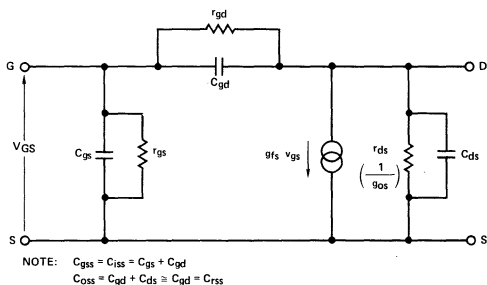 rgd
G
D
Cgd
VGS
Cgs
rgs
gfs vgs
rds
(1/gos)
Cds
S
S
NOTE: Cgss = Ciss = Cgs + Cgd
Coss = Cgd + Cds ≅ Cgd = Crss